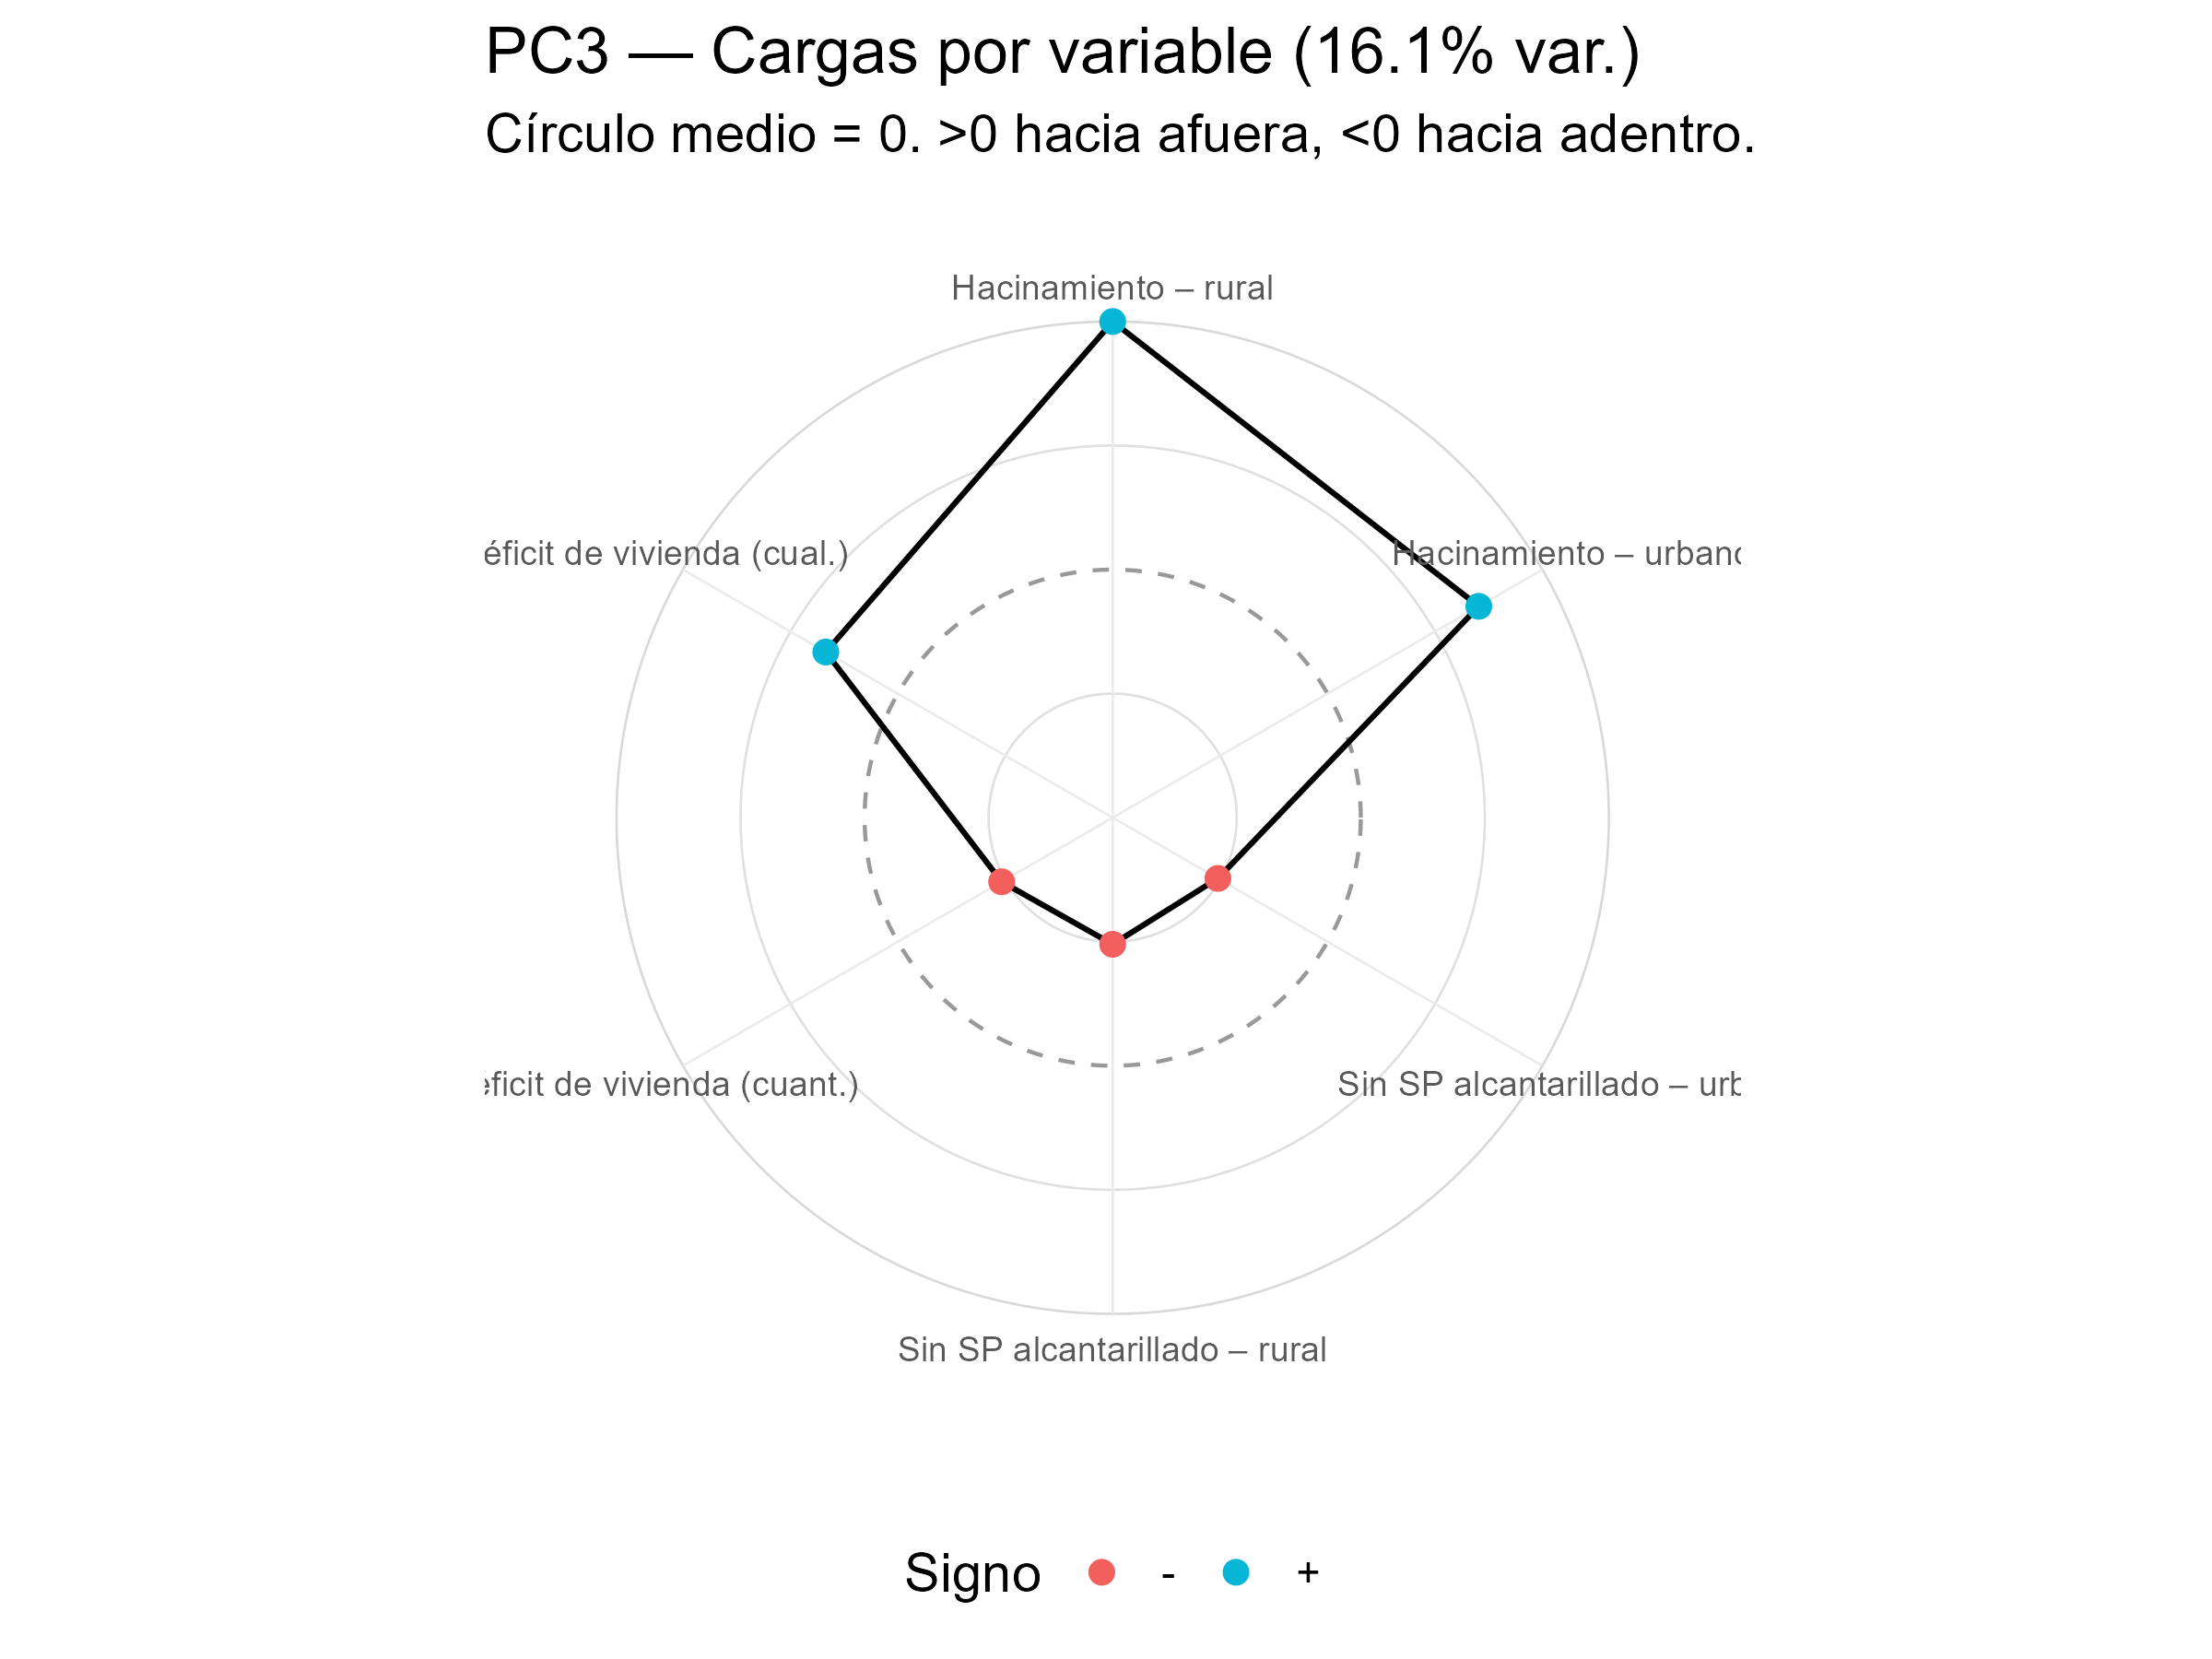 PC3 — Cargas por variable (16.1% var.)
Círculo medio = 0. >0 hacia afuera, <0 hacia adentro.
Hacinamiento – rural
éficit de vivienda (cual.)
Hacinamiento – urbano
éficit de vivienda (cuant.)
Sin SP alcantarillado – urb
Sin SP alcantarillado – rural
Signo - +